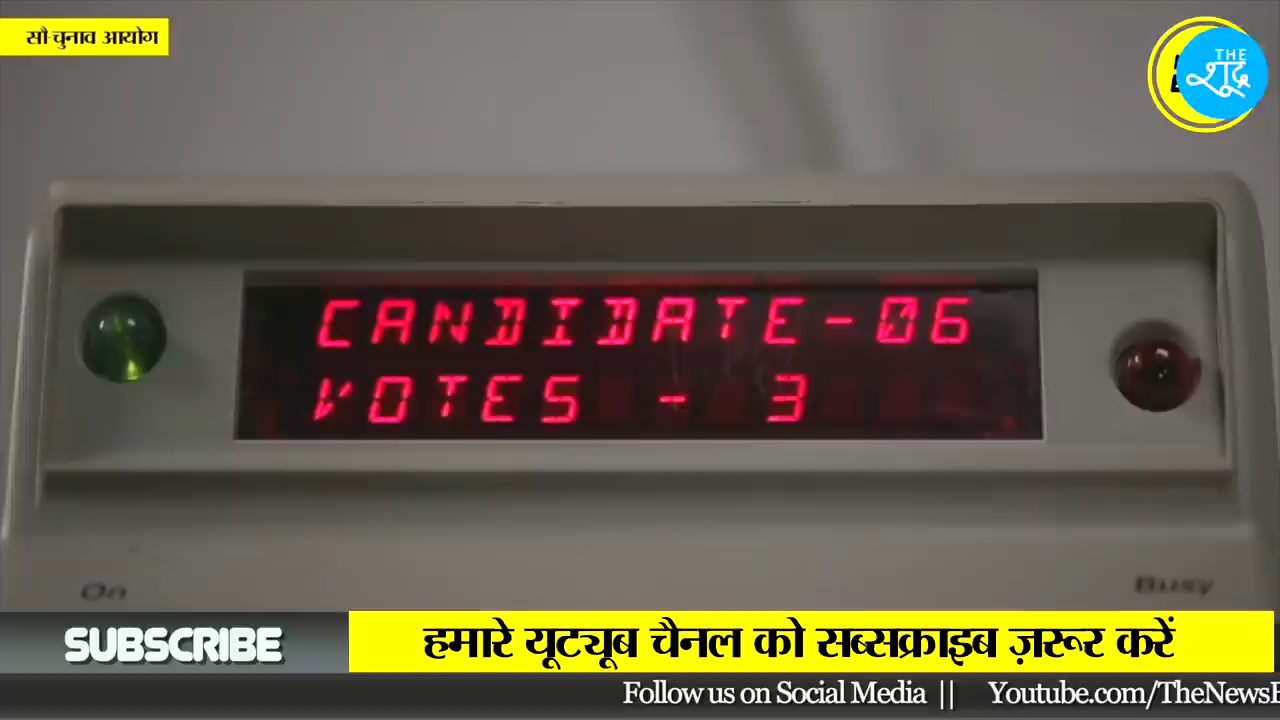 सौ चुनाव आयोग
THE
शूद्र
CANDIDATE-06
VOTES - 3
On
Busy
SUBSCRIBE
हमारे यूट्यूब चैनल को सब्सक्राइब ज़रूर करें
Follow us on Social Media || Youtube.com/TheNews